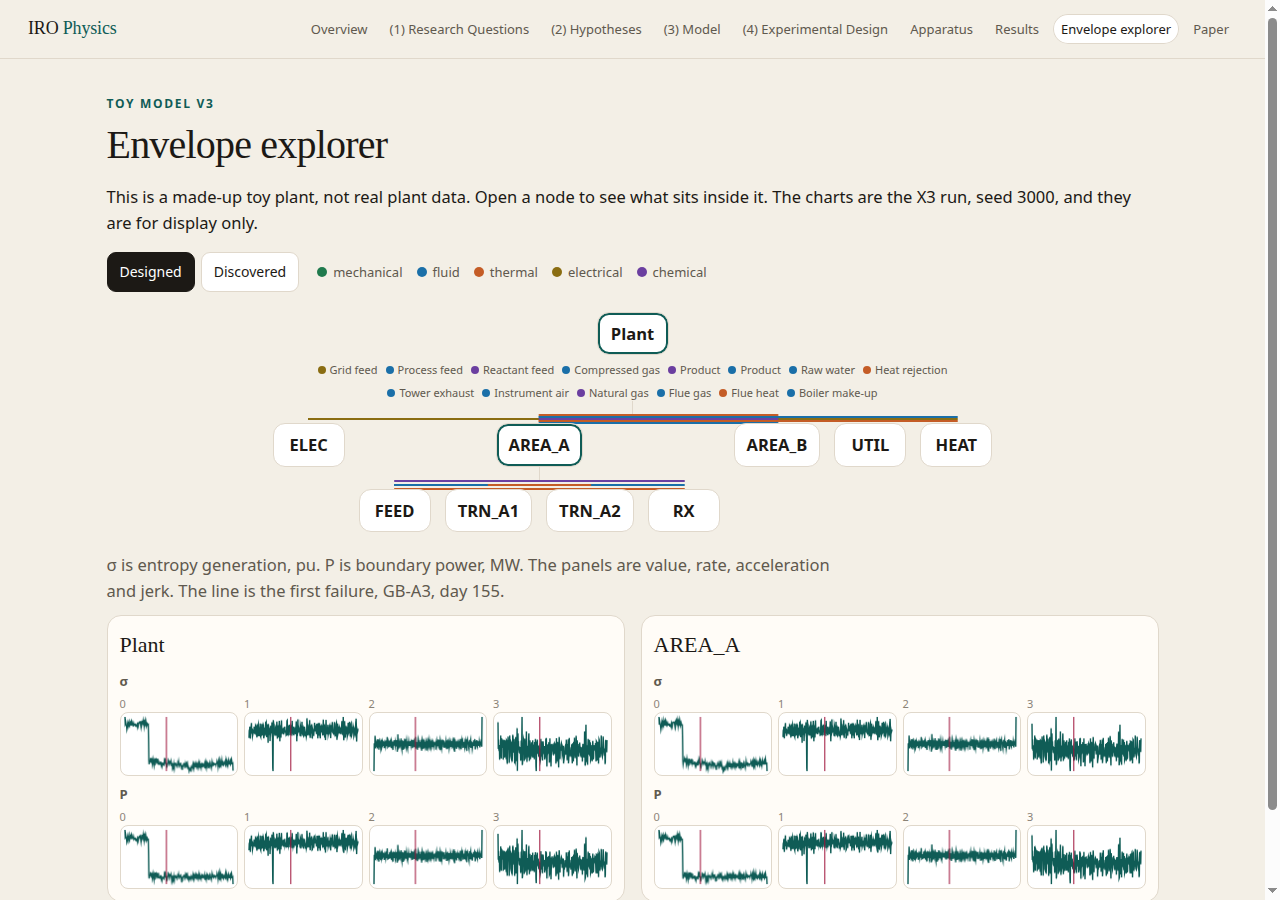 IRO Physics
Overview (1) Research Questions (2) Hypotheses (3) Model (4) Experimental Design Apparatus Results Envelope explorer Paper
TOY MODEL V3
Envelope explorer
This is a made-up toy plant, not real plant data. Open a node to see what sits inside it. The charts are the X3 run, seed 3000, and they
are for display only.
Designed Discovered mechanical fluid thermal electrical chemical
Plant
Grid feed Process feed Reactant feed Compressed gas Product Product Raw water Heat rejection
Tower exhaust Instrument air Natural gas Flue gas Flue heat Boiler make-up
ELEC AREA_A AREA_B UTIL HEAT
FEED TRN_A1 TRN_A2 RX
σ is entropy generation, pu. P is boundary power, MW. The panels are value, rate, acceleration
and jerk. The line is the first failure, GB-A3, day 155.
Plant
σ
0 1 2 3
P
0 1 2 3
AREA_A
σ
0 1 2 3
P
0 1 2 3